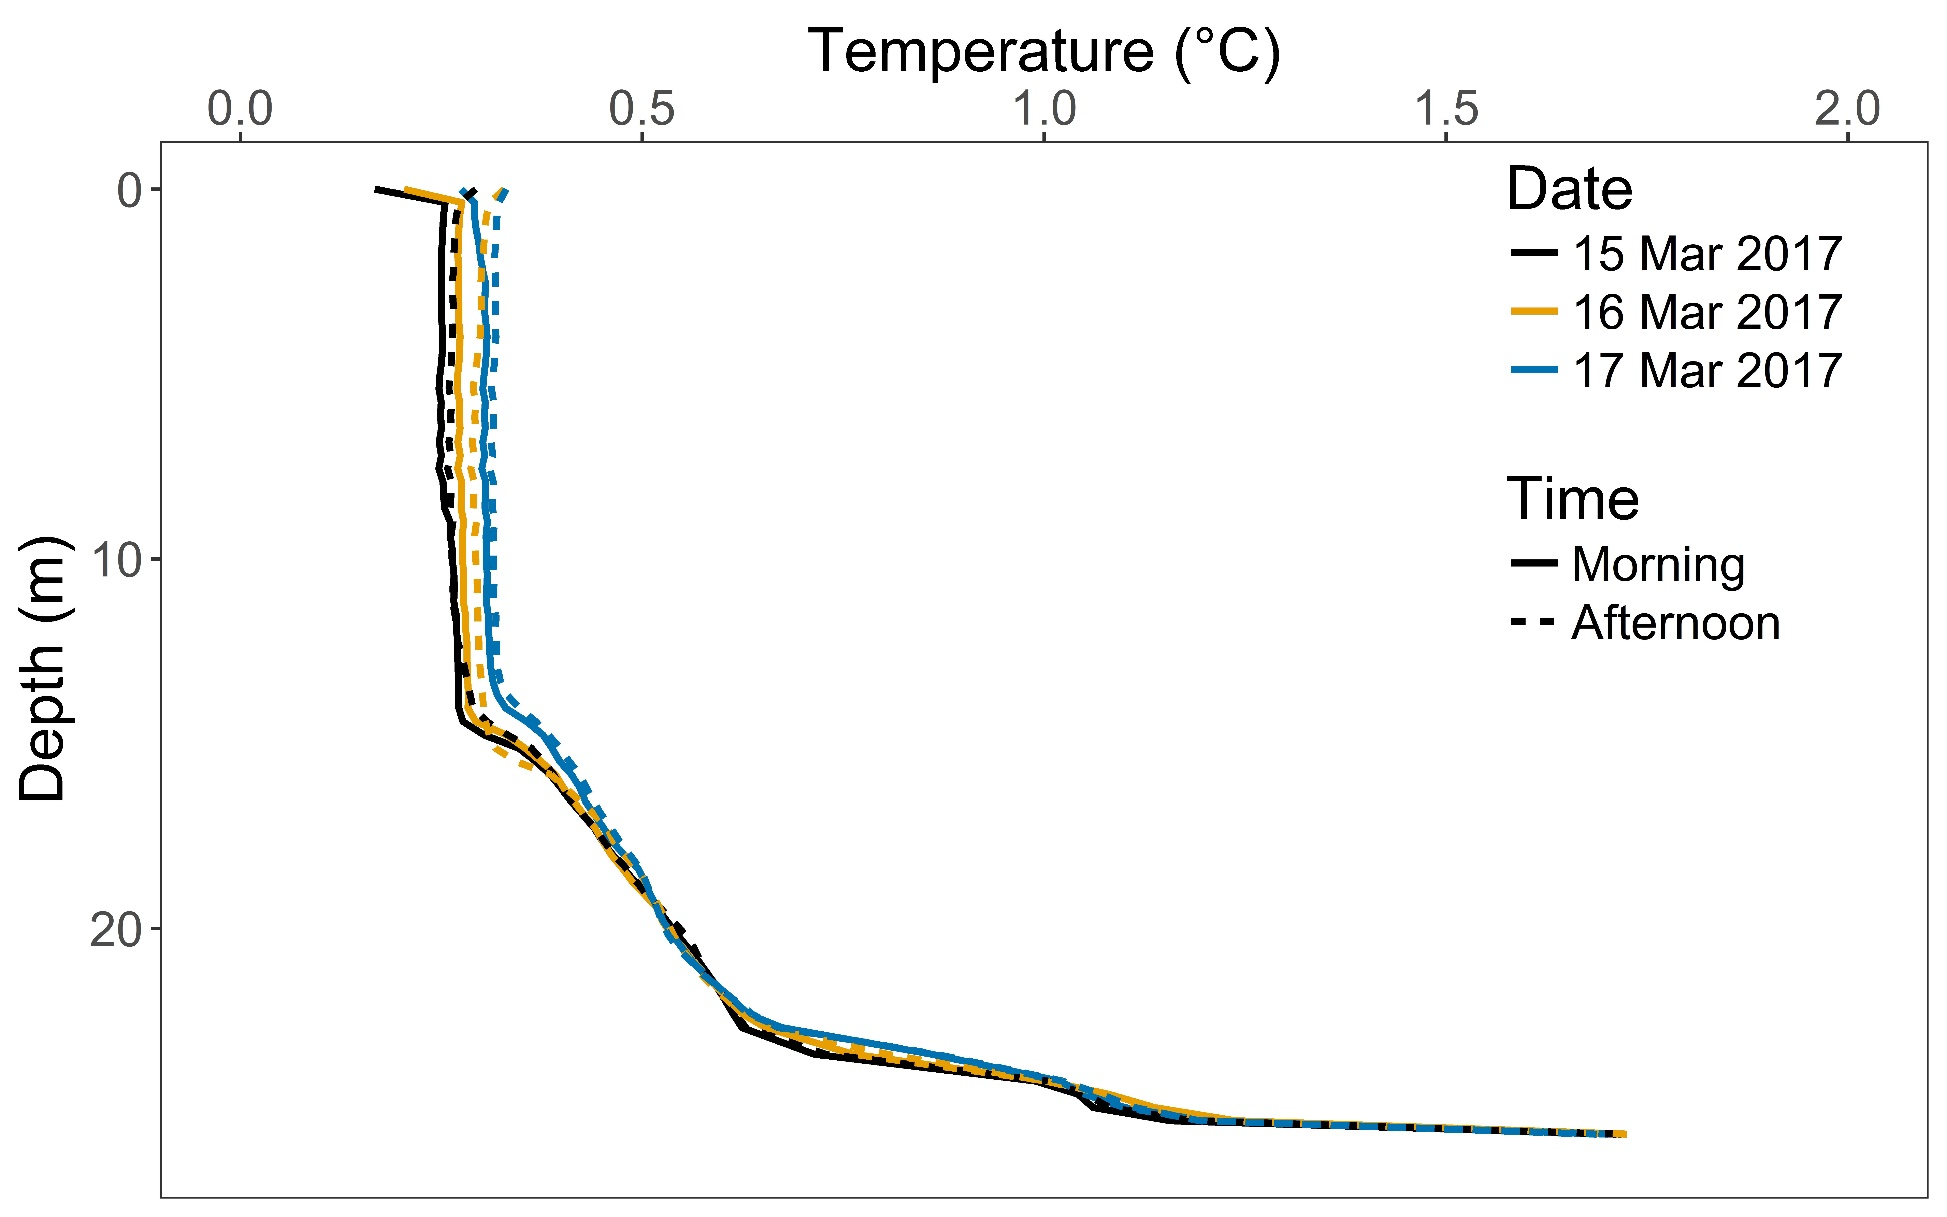 Temperature (°C)
0.0 0.5 1.0 1.5 2.0
Depth (m)
0
10
20
Date
15 Mar 2017
16 Mar 2017
17 Mar 2017
Time
Morning
Afternoon